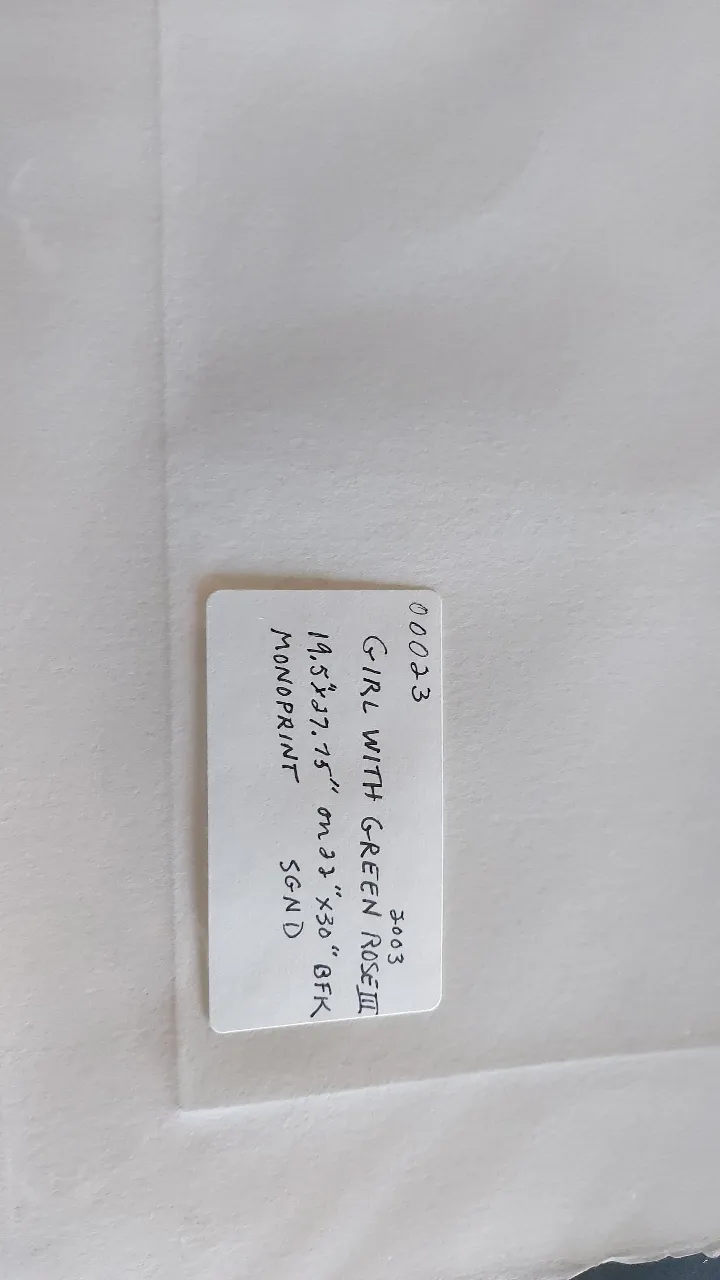 00023
2003
GIRL WITH GREEN ROSE III
19.5"x27.75" on 22"x30" BFK
MONOPRINT SGND